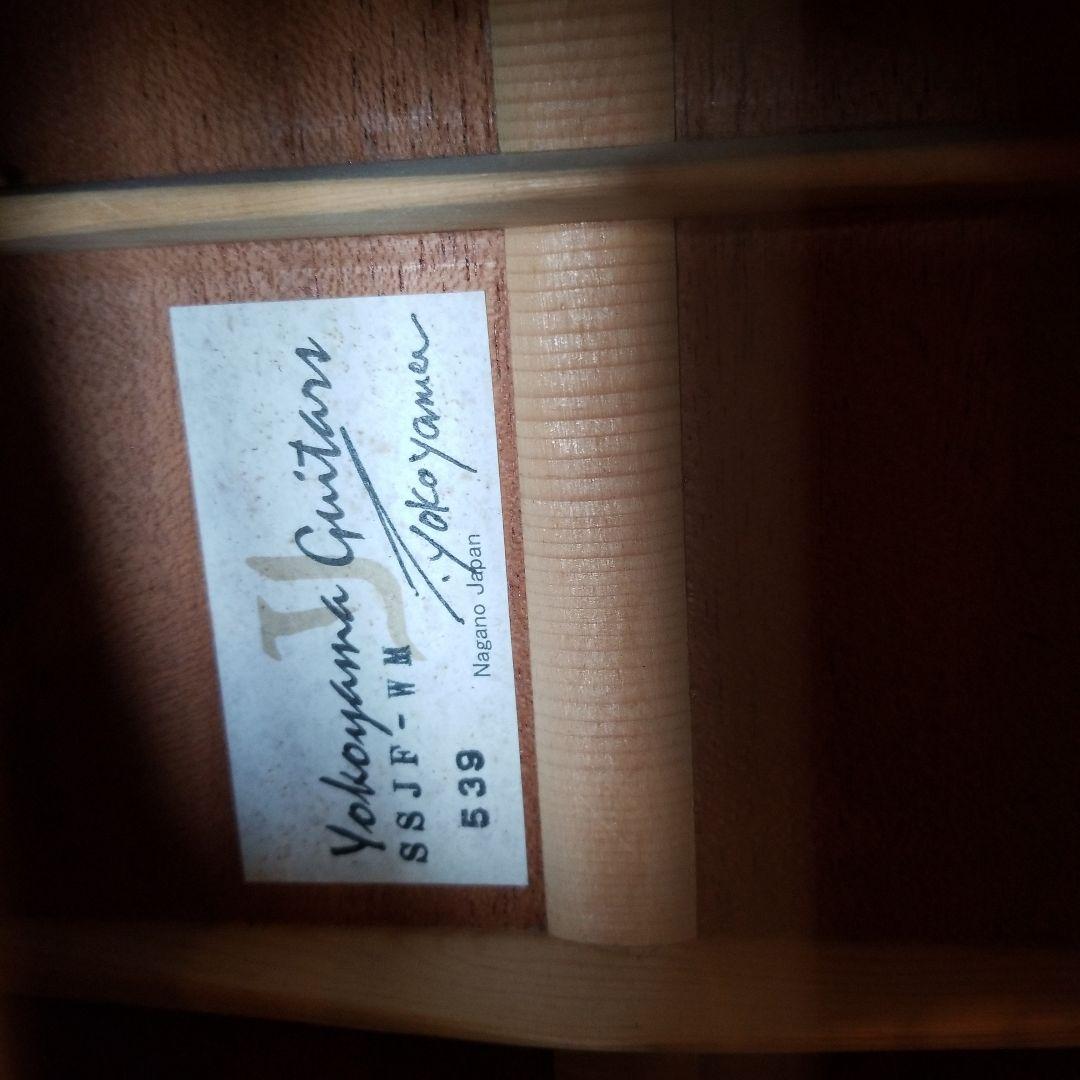 Yokoyama Guitars
SSJF-WM
T. Yokoyama
539
Nagano Japan